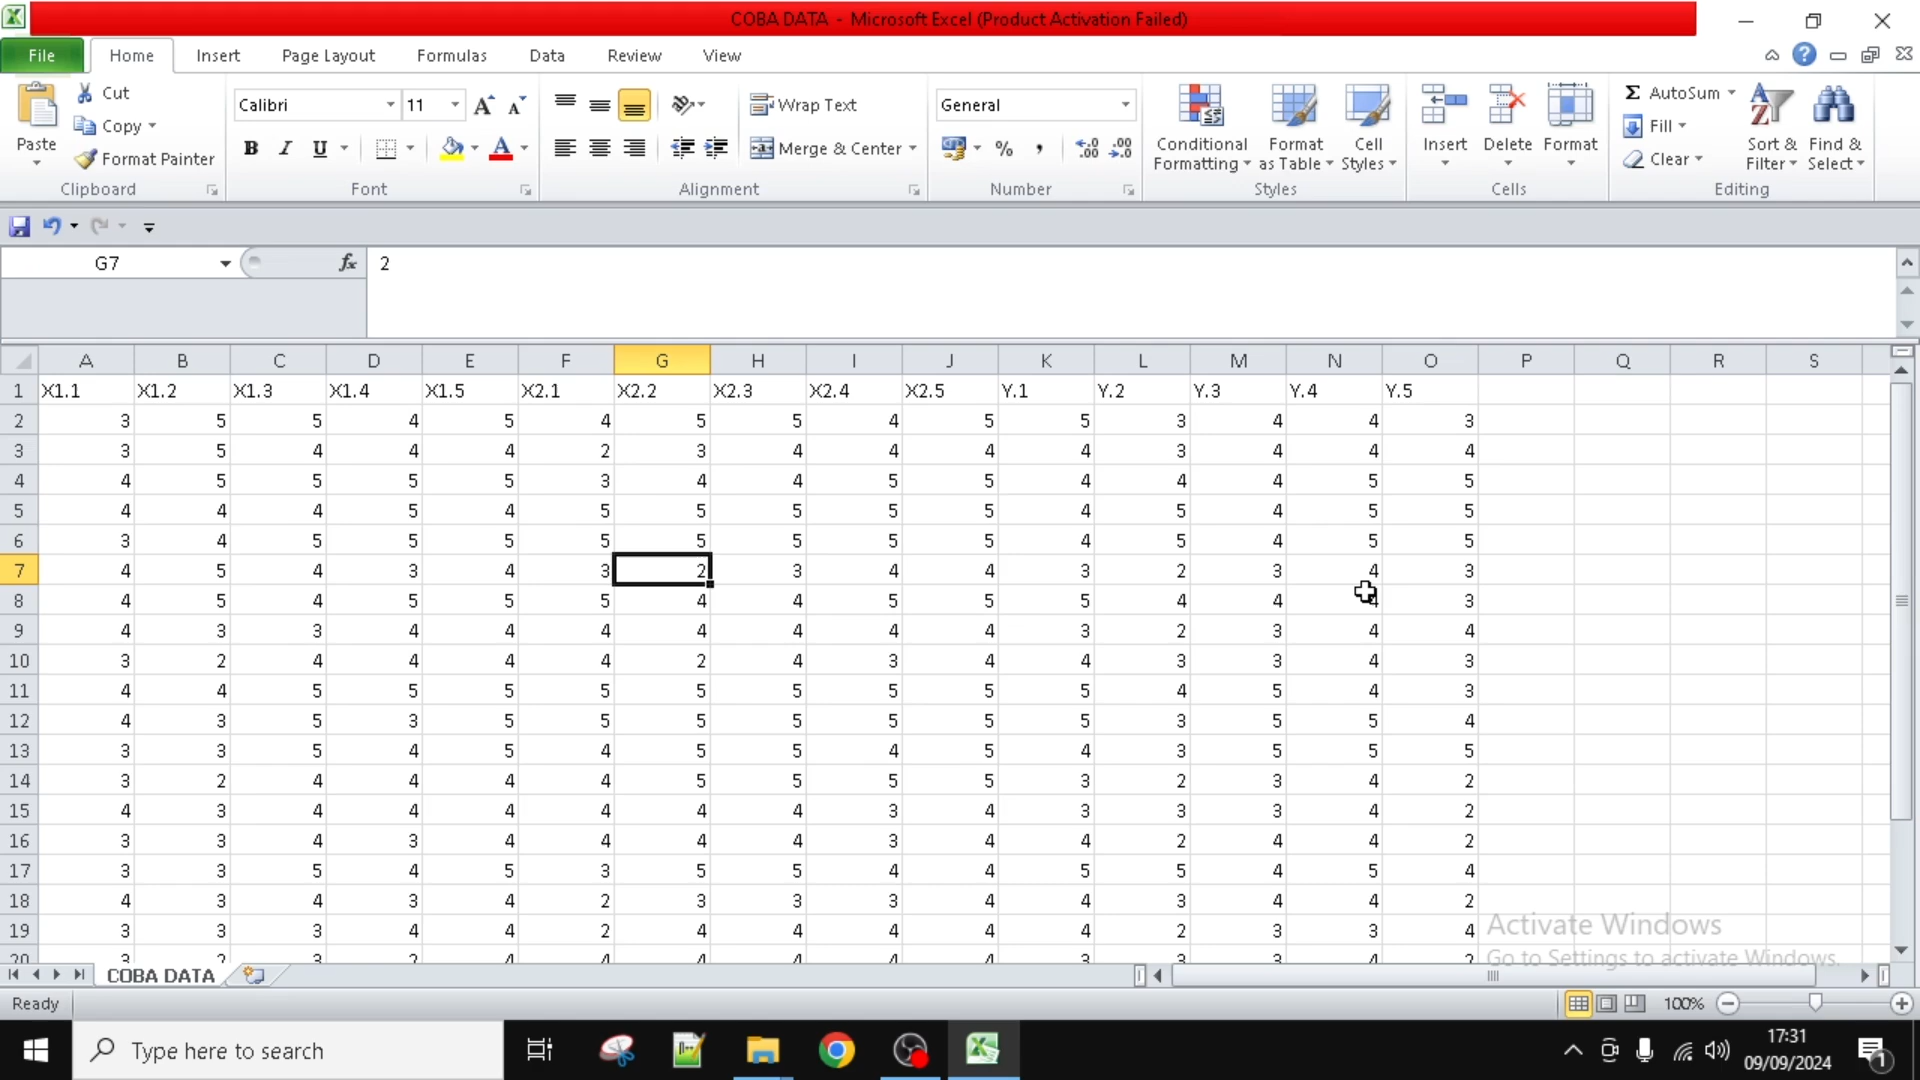 COBA DATA - Microsoft Excel (Product Activation Failed)
File Home Insert Page Layout Formulas Data Review View
Paste Cut Copy Format Painter
Clipboard
Calibri 11 A A
B I U A
Font
Wrap Text
Merge & Center
Alignment
General
% ,
Number
Conditional Formatting
Format as Table
Cell Styles
Styles
Insert Delete Format
Cells
Σ AutoSum
Fill
Clear
Sort & Filter
Find & Select
Editing
G7 fx 2
A B C D E F G H I J K L M N O P Q R S
1 X1.1 X1.2 X1.3 X1.4 X1.5 X2.1 X2.2 X2.3 X2.4 X2.5 Y.1 Y.2 Y.3 Y.4 Y.5
2 3 5 5 4 5 4 5 5 4 5 5 3 4 4 3
3 3 5 4 4 4 2 3 4 4 4 4 3 4 4 4
4 4 5 5 5 5 3 4 4 5 5 4 4 4 5 5
5 4 4 4 5 4 5 5 5 5 5 4 5 4 5 5
6 3 4 5 5 5 5 5 5 5 5 4 5 4 5 5
7 4 5 4 3 4 3 2 3 4 4 3 2 3 4 3
8 4 5 4 5 5 5 4 4 5 5 5 4 4 4 3
9 4 3 3 4 4 4 4 4 4 4 3 2 3 4 4
10 3 2 4 4 4 4 2 4 3 4 4 3 3 4 3
11 4 4 5 5 5 5 5 5 5 5 5 4 5 4 3
12 4 3 5 3 5 5 5 5 5 5 5 3 5 5 4
13 3 3 5 4 5 4 5 5 4 5 4 3 5 5 5
14 3 2 4 4 4 4 5 5 5 5 3 2 3 4 2
15 4 3 4 4 4 4 4 4 3 4 3 3 3 4 2
16 3 3 4 3 4 4 4 4 3 4 4 2 4 4 2
17 3 3 5 4 5 3 5 5 4 4 5 5 4 5 4
18 4 3 4 3 4 2 3 3 3 4 4 3 4 4 2
19 3 3 3 4 4 2 4 4 4 4 4 2 3 3 4
Activate Windows
Go to Settings to activate Windows.
COBA DATA
Ready 100%
Type here to search
17:31
09/09/2024
1